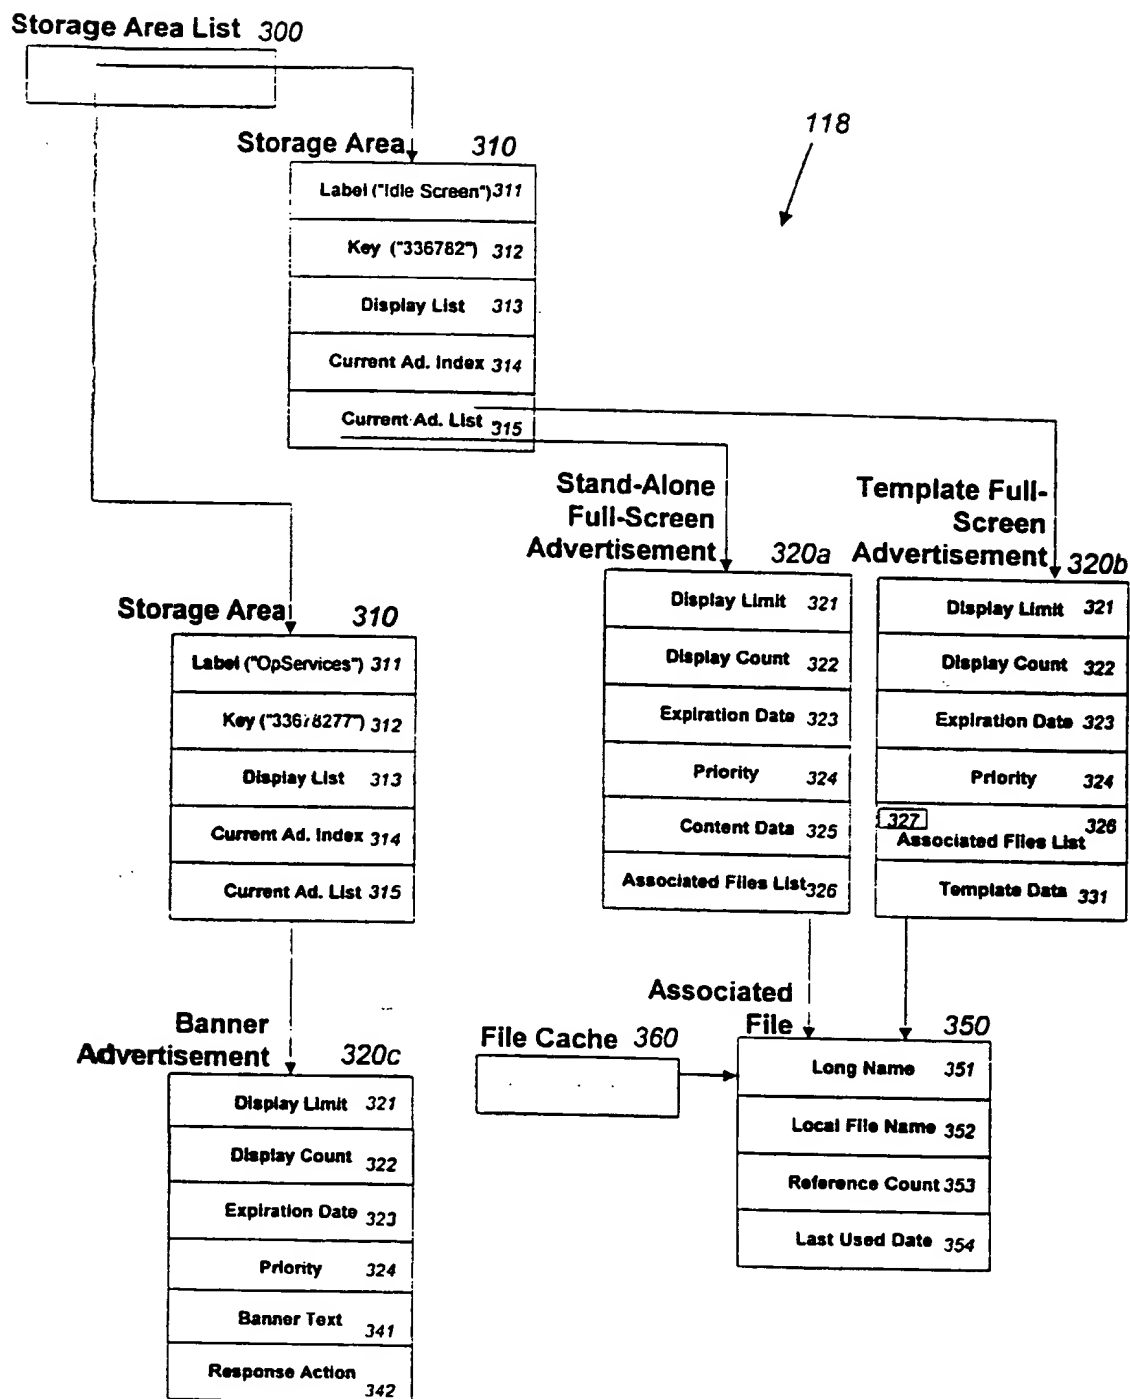 Storage Area List 300
118
Storage Area 310
Label ("Idle Screen") 311
Key ("336782") 312
Display List 313
Current Ad. Index 314
Current Ad. List 315
Stand-Alone
Full-Screen
Advertisement 320a
Display Limit 321
Display Count 322
Expiration Date 323
Priority 324
Content Data 325
Associated Files List 326
Template Full-
Screen
Advertisement 320b
Display Limit 321
Display Count 322
Expiration Date 323
Priority 324
327 326
Associated Files List
Template Data 331
Storage Area 310
Label ("OpServices") 311
Key ("33678277") 312
Display List 313
Current Ad. Index 314
Current Ad. List 315
Banner
Advertisement 320c
Display Limit 321
Display Count 322
Expiration Date 323
Priority 324
Banner Text 341
Response Action 342
File Cache 360
Associated
File 350
Long Name 351
Local File Name 352
Reference Count 353
Last Used Date 354